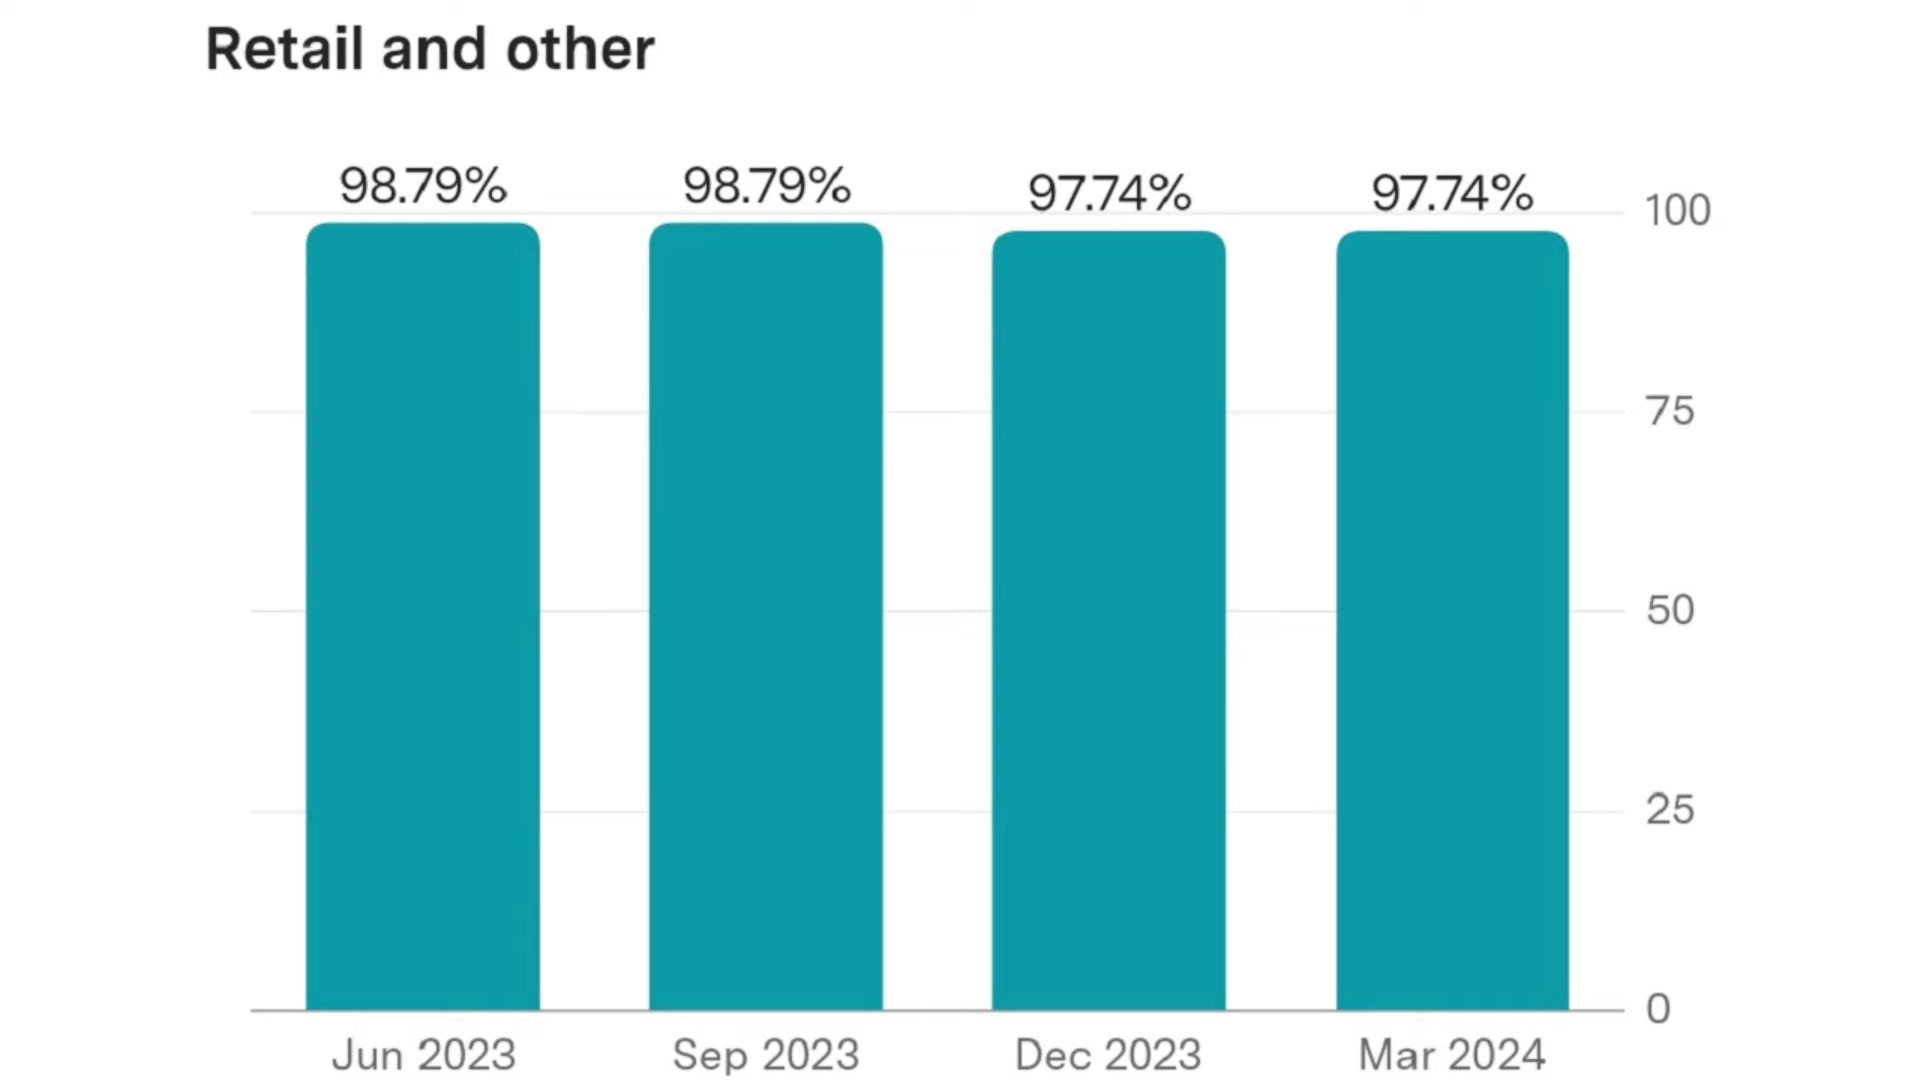 Retail and other
98.79% 98.79% 97.74% 97.74%
100
75
50
25
0
Jun 2023 Sep 2023 Dec 2023 Mar 2024